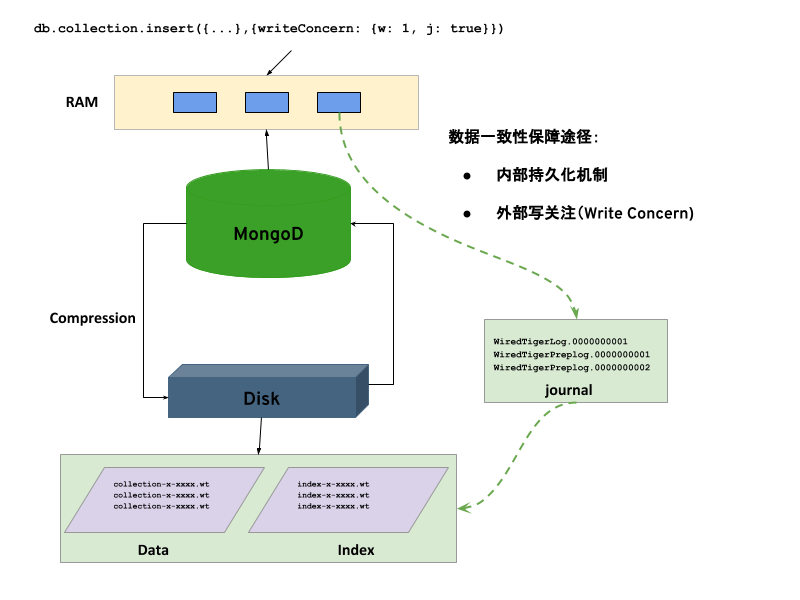 db.collection.insert({...},{writeConcern: {w: 1, j: true}})
RAM
数据一致性保障途径：
● 内部持久化机制
● 外部写关注（Write Concern)
MongoD
Compression
WiredTigerLog.0000000001
WiredTigerPreplog.0000000001
WiredTigerPreplog.0000000002
journal
Disk
collection-x-xxxx.wt
collection-x-xxxx.wt
collection-x-xxxx.wt
Data
index-x-xxxx.wt
index-x-xxxx.wt
index-x-xxxx.wt
Index